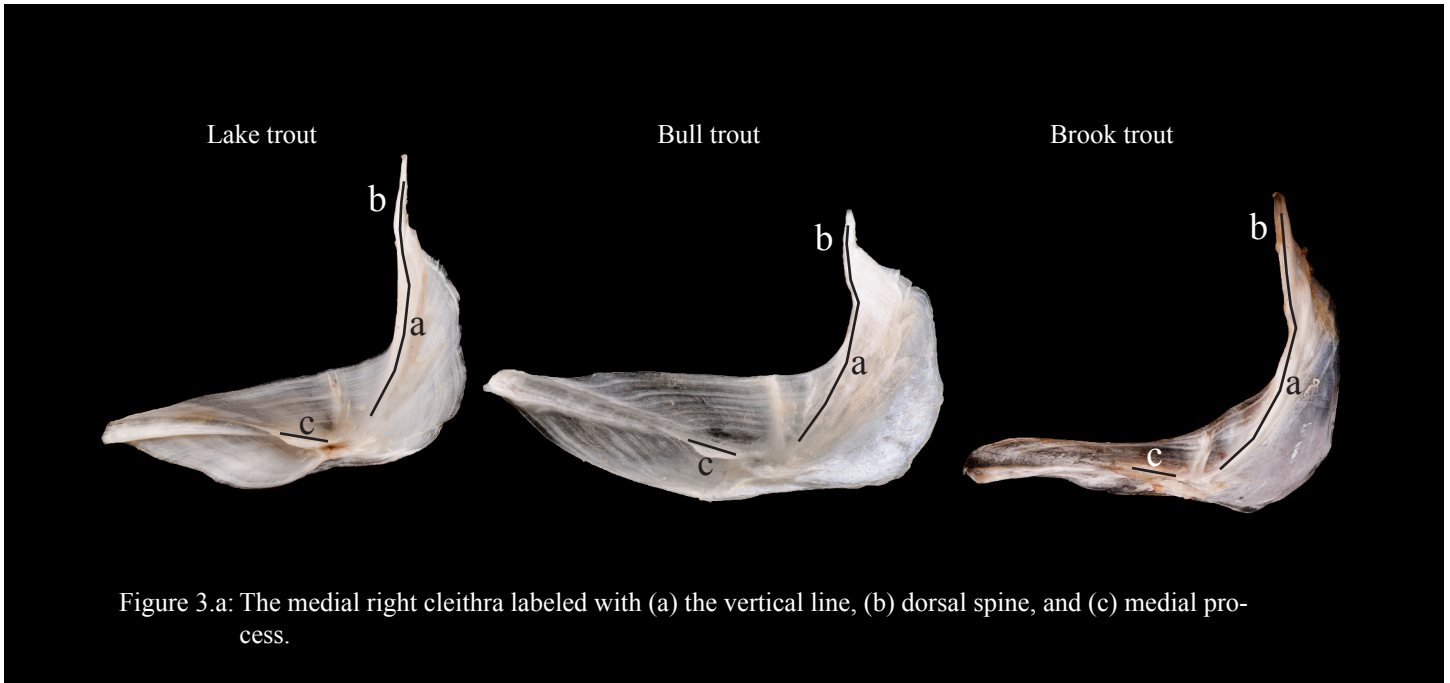 Lake trout
Bull trout
Brook trout
b
a
c
b
a
c
b
a
c
Figure 3.a: The medial right cleithra labeled with (a) the vertical line, (b) dorsal spine, and (c) medial pro-
cess.